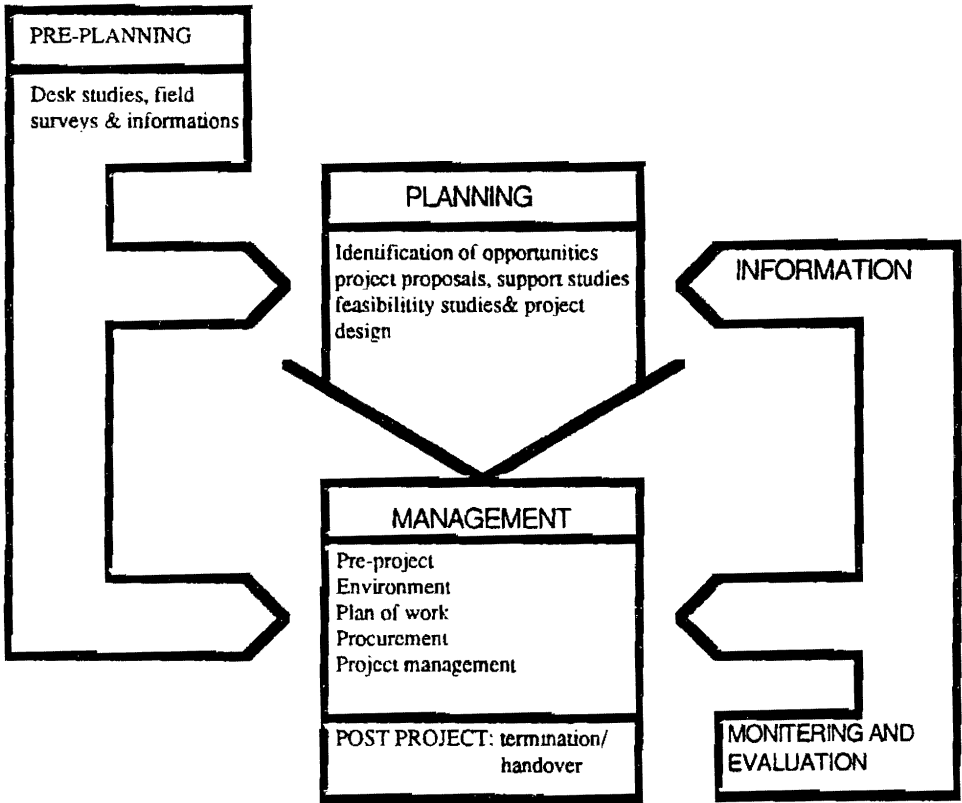 PRE-PLANNING
Desk studies, field
surveys & informations
PLANNING
Identification of opportunities
project proposals, support studies
feasibilitity studies& project
design
INFORMATION
MANAGEMENT
Pre-project
Environment
Plan of work
Procurement
Project management
POST PROJECT: termination/
handover
MONITERING AND
EVALUATION